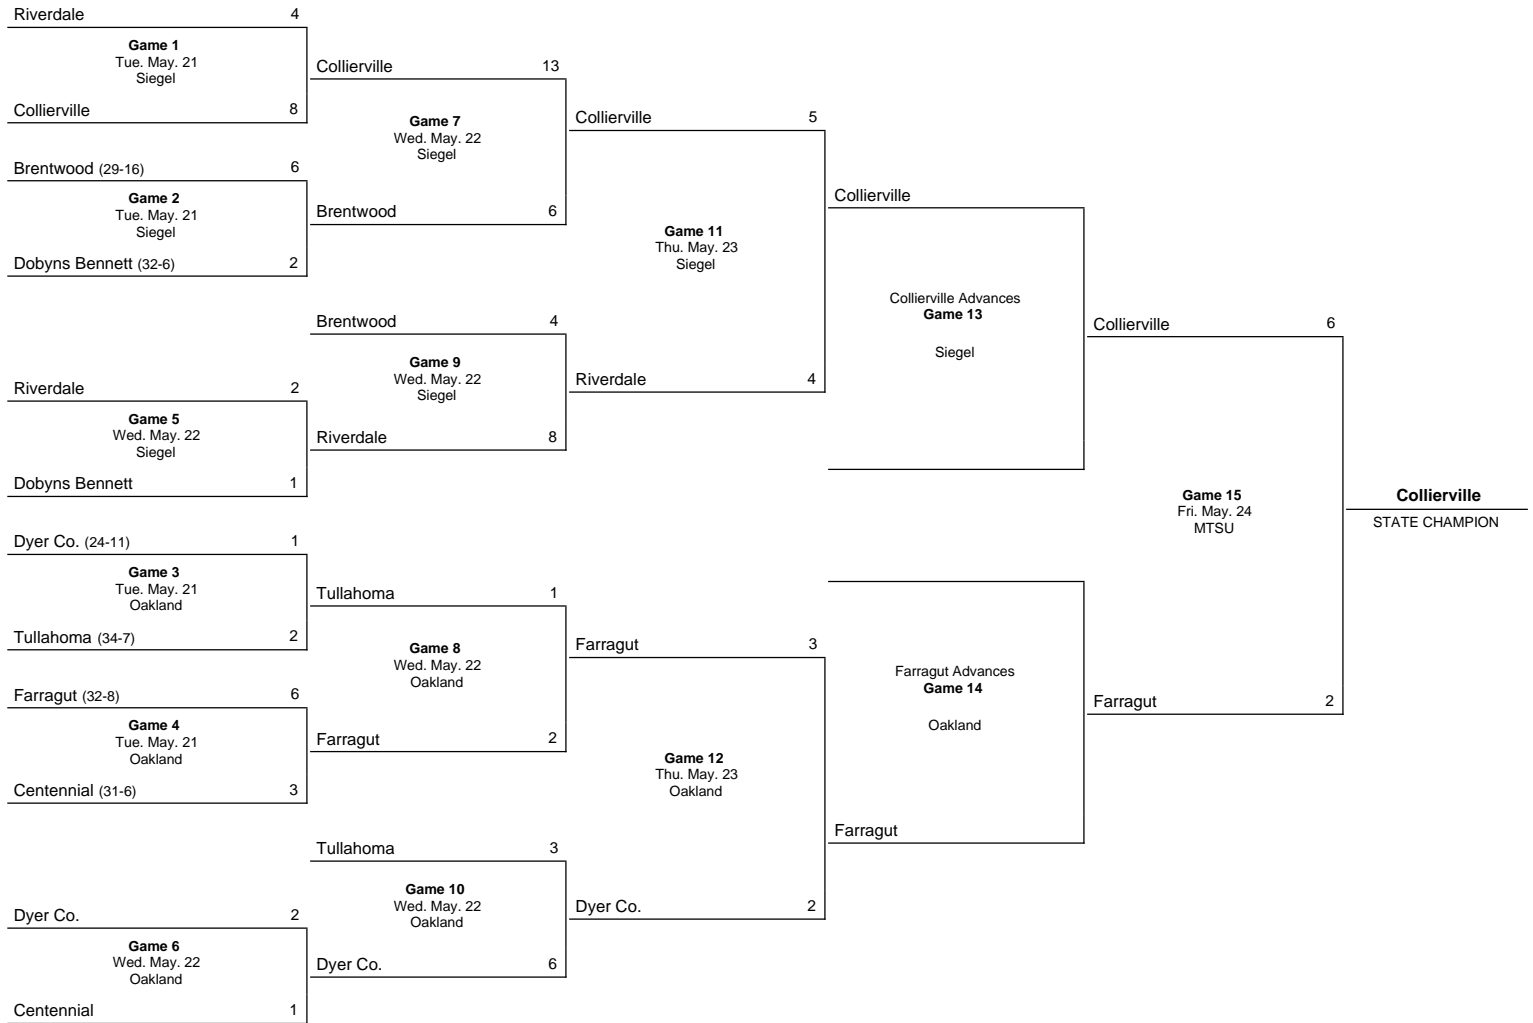 Riverdale 4
Game 1
Tue. May. 21
Siegel
Collierville 8
Brentwood (29-16) 6
Game 2
Tue. May. 21
Siegel
Dobyns Bennett (32-6) 2
Riverdale 2
Game 5
Wed. May. 22
Siegel
Dobyns Bennett 1
Dyer Co. (24-11) 1
Game 3
Tue. May. 21
Oakland
Tullahoma (34-7) 2
Farragut (32-8) 6
Game 4
Tue. May. 21
Oakland
Centennial (31-6) 3
Dyer Co. 2
Game 6
Wed. May. 22
Oakland
Centennial 1
Collierville 13
Game 7
Wed. May. 22
Siegel
Brentwood 6
Brentwood 4
Game 9
Wed. May. 22
Siegel
Riverdale 8
Tullahoma 1
Game 8
Wed. May. 22
Oakland
Farragut 2
Tullahoma 3
Game 10
Wed. May. 22
Oakland
Dyer Co. 6
Collierville 5
Game 11
Thu. May. 23
Siegel
Riverdale 4
Farragut 3
Game 12
Thu. May. 23
Oakland
Dyer Co. 2
Collierville
Collierville Advances
Game 13
Siegel
Farragut Advances
Game 14
Oakland
Farragut
Collierville 6
Game 15
Fri. May. 24
MTSU
Farragut 2
Collierville
STATE CHAMPION